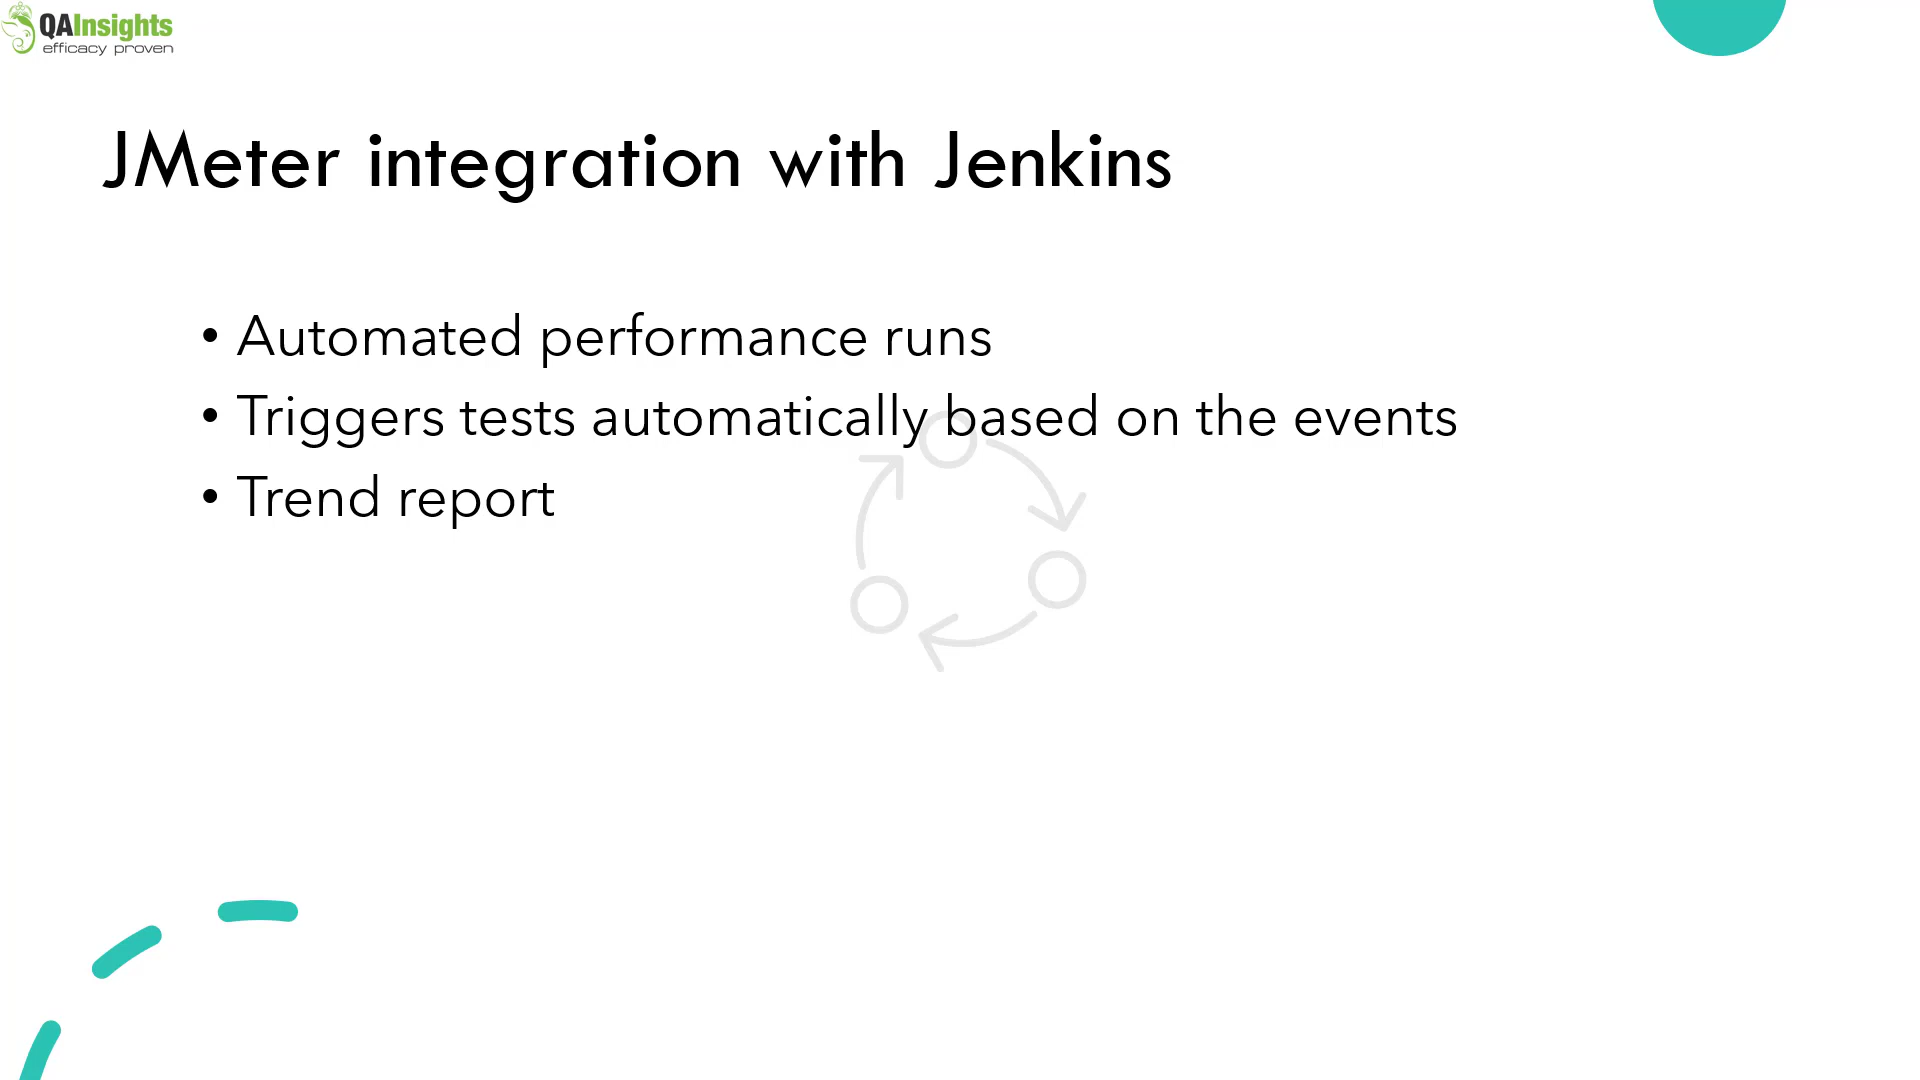 QAInsights
efficacy proven
JMeter integration with Jenkins
• Automated performance runs
• Triggers tests automatically based on the events
• Trend report